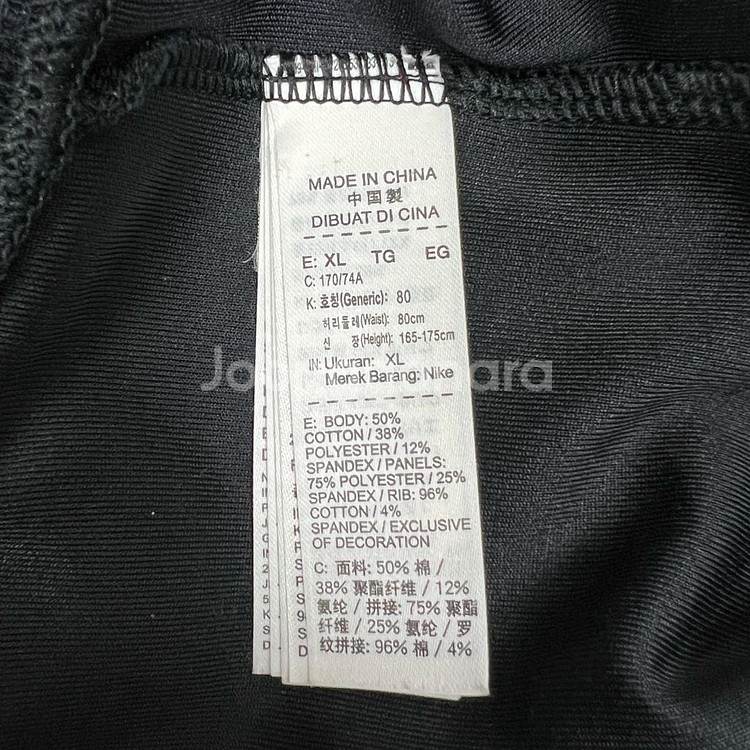 MADE IN CHINA
中国製
DIBUAT DI CINA
E: XL TG EG
C: 170/74A
K: 호칭(Generic): 80
허리둘레(Waist): 80cm
신 장(Height): 165-175cm
IN: Ukuran: XL
Merek Barang: Nike
E: BODY: 50%
COTTON / 38%
POLYESTER / 12%
SPANDEX / PANELS:
75% POLYESTER / 25%
SPANDEX / RIB: 96%
COTTON / 4%
SPANDEX / EXCLUSIVE
OF DECORATION
C: 面料: 50% 棉 /
38% 聚酯纤维 / 12%
氨纶 / 拼接: 75% 聚酯
纤维 / 25% 氨纶 / 罗
纹拼接: 96% 棉 / 4%